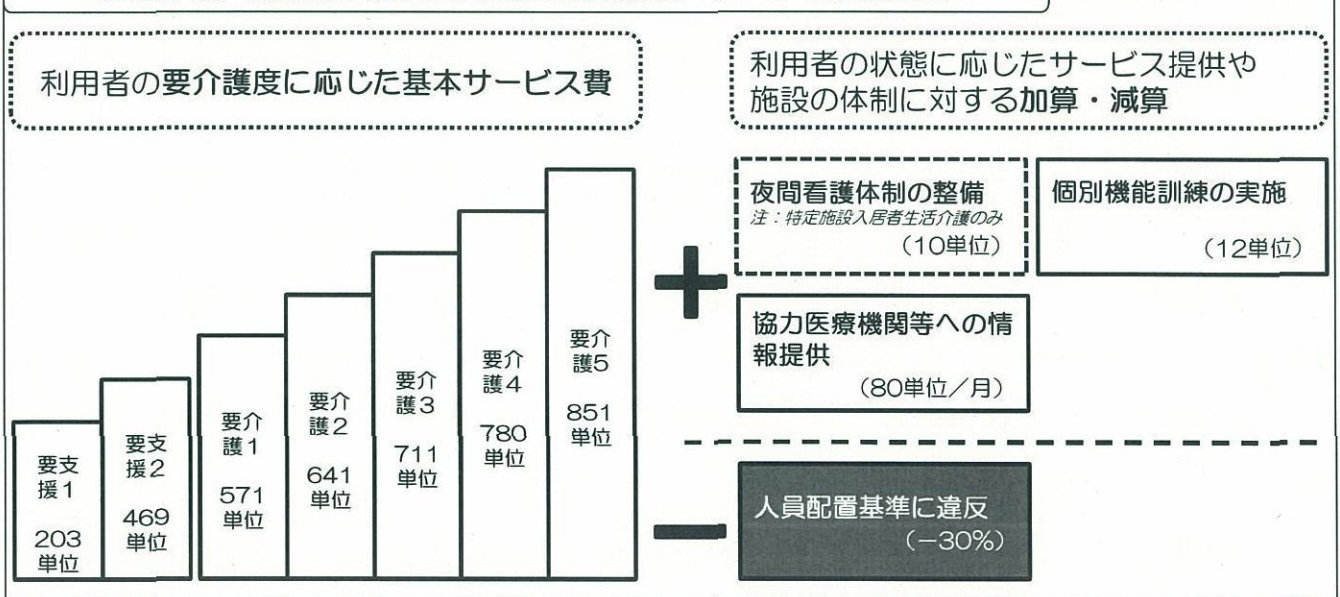 利用者の要介護度に応じた基本サービス費
利用者の状態に応じたサービス提供や
施設の体制に対する加算・減算
夜間看護体制の整備
注：特定施設入居者生活介護のみ
（10単位）
個別機能訓練の実施
（12単位）
協力医療機関等への情
報提供
（80単位／月）
人員配置基準に違反
（－30%）
要支
援1
203
単位
要支
援2
469
単位
要介
護1
571
単位
要介
護2
641
単位
要介
護3
711
単位
要介
護4
780
単位
要介
護5
851
単位